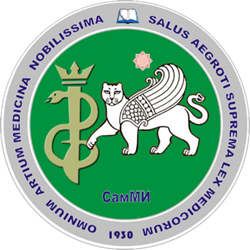 OMNIUM ARTIUM MEDICINA NOBILISSIMA
SALUS AEGROTI SUPREMA LEX MEDICORUM
СамМИ
1930